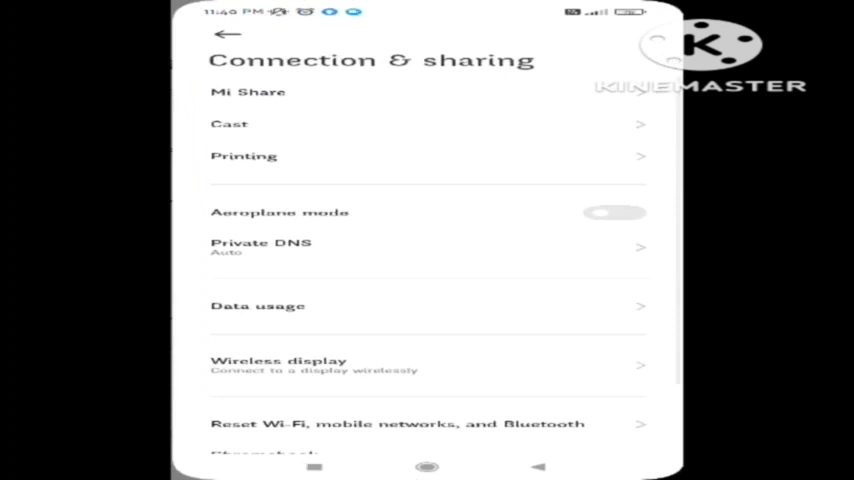 11:40 PM
Connection & sharing
KINEMASTER
Mi Share
Cast
Printing
Aeroplane mode
Private DNS
Auto
Data usage
Wireless display
Connect to a display wirelessly
Reset Wi-Fi, mobile networks, and Bluetooth
Chromebook